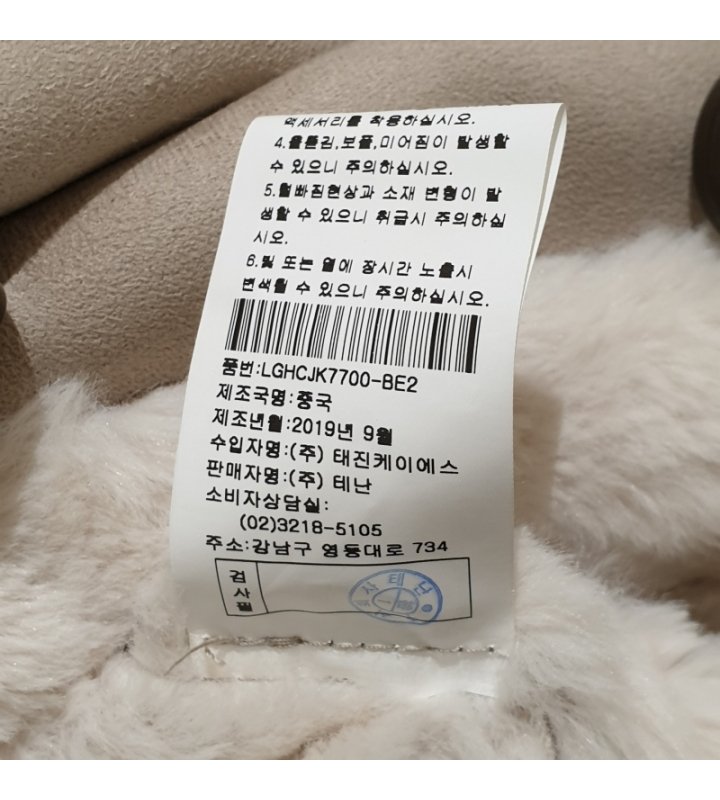 액세서리를 착용하십시오.
4.올뜯김,보풀,미어짐이 발생할
수 있으니 주의하십시오.
5.털빠짐현상과 소재 변형이 발
생할 수 있으니 취급시 주의하십
시오.
6.빛 또는 열에 장시간 노출시
변색될 수 있으니 주의하십시오.
품번:LGHCJK7700-BE2
제조국명:중국
제조년월:2019년 9월
수입자명:(주) 태진케이에스
판매자명:(주) 테난
소비자상담실:
(02)3218-5105
주소:강남구 영동대로 734
검사필
사 테 난